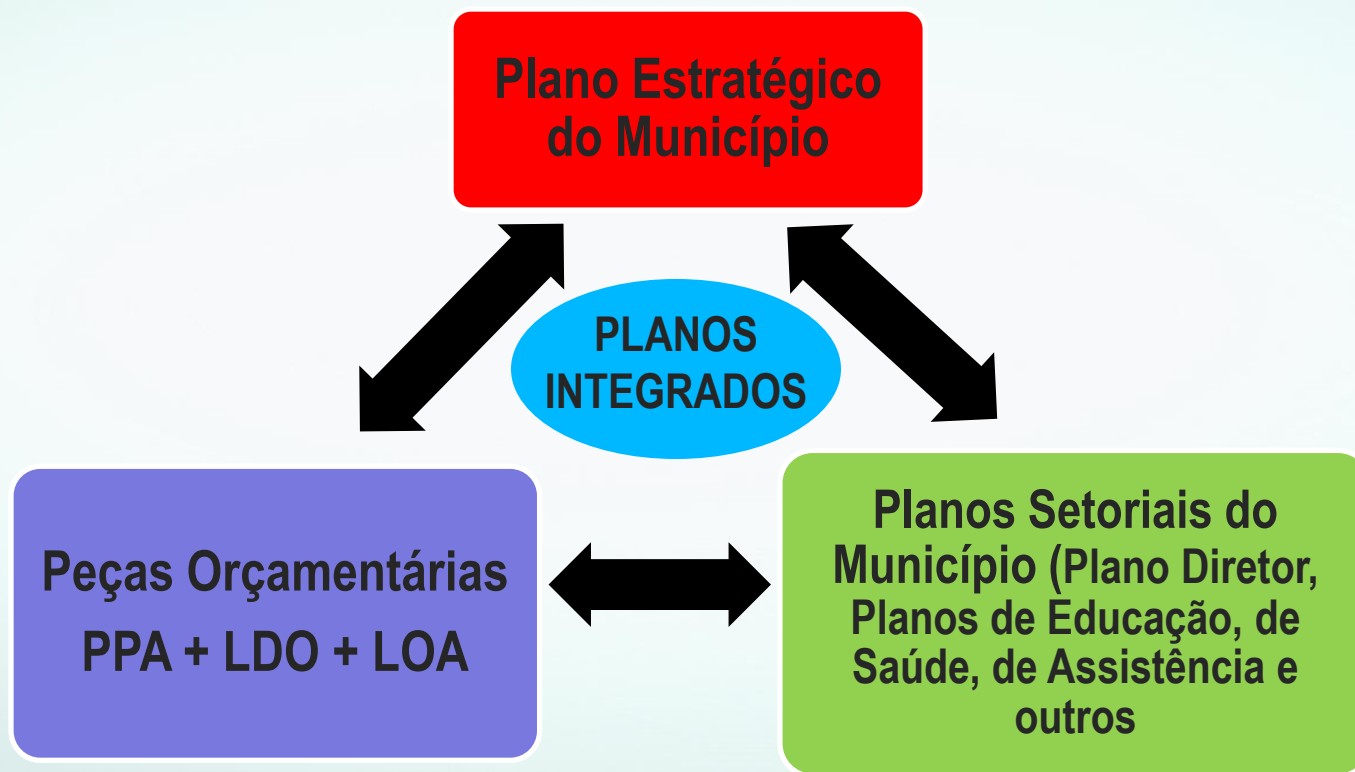 Plano Estratégico
do Município
PLANOS
INTEGRADOS
Peças Orçamentárias
PPA + LDO + LOA
Planos Setoriais do
Município (Plano Diretor,
Planos de Educação, de
Saúde, de Assistência e
outros